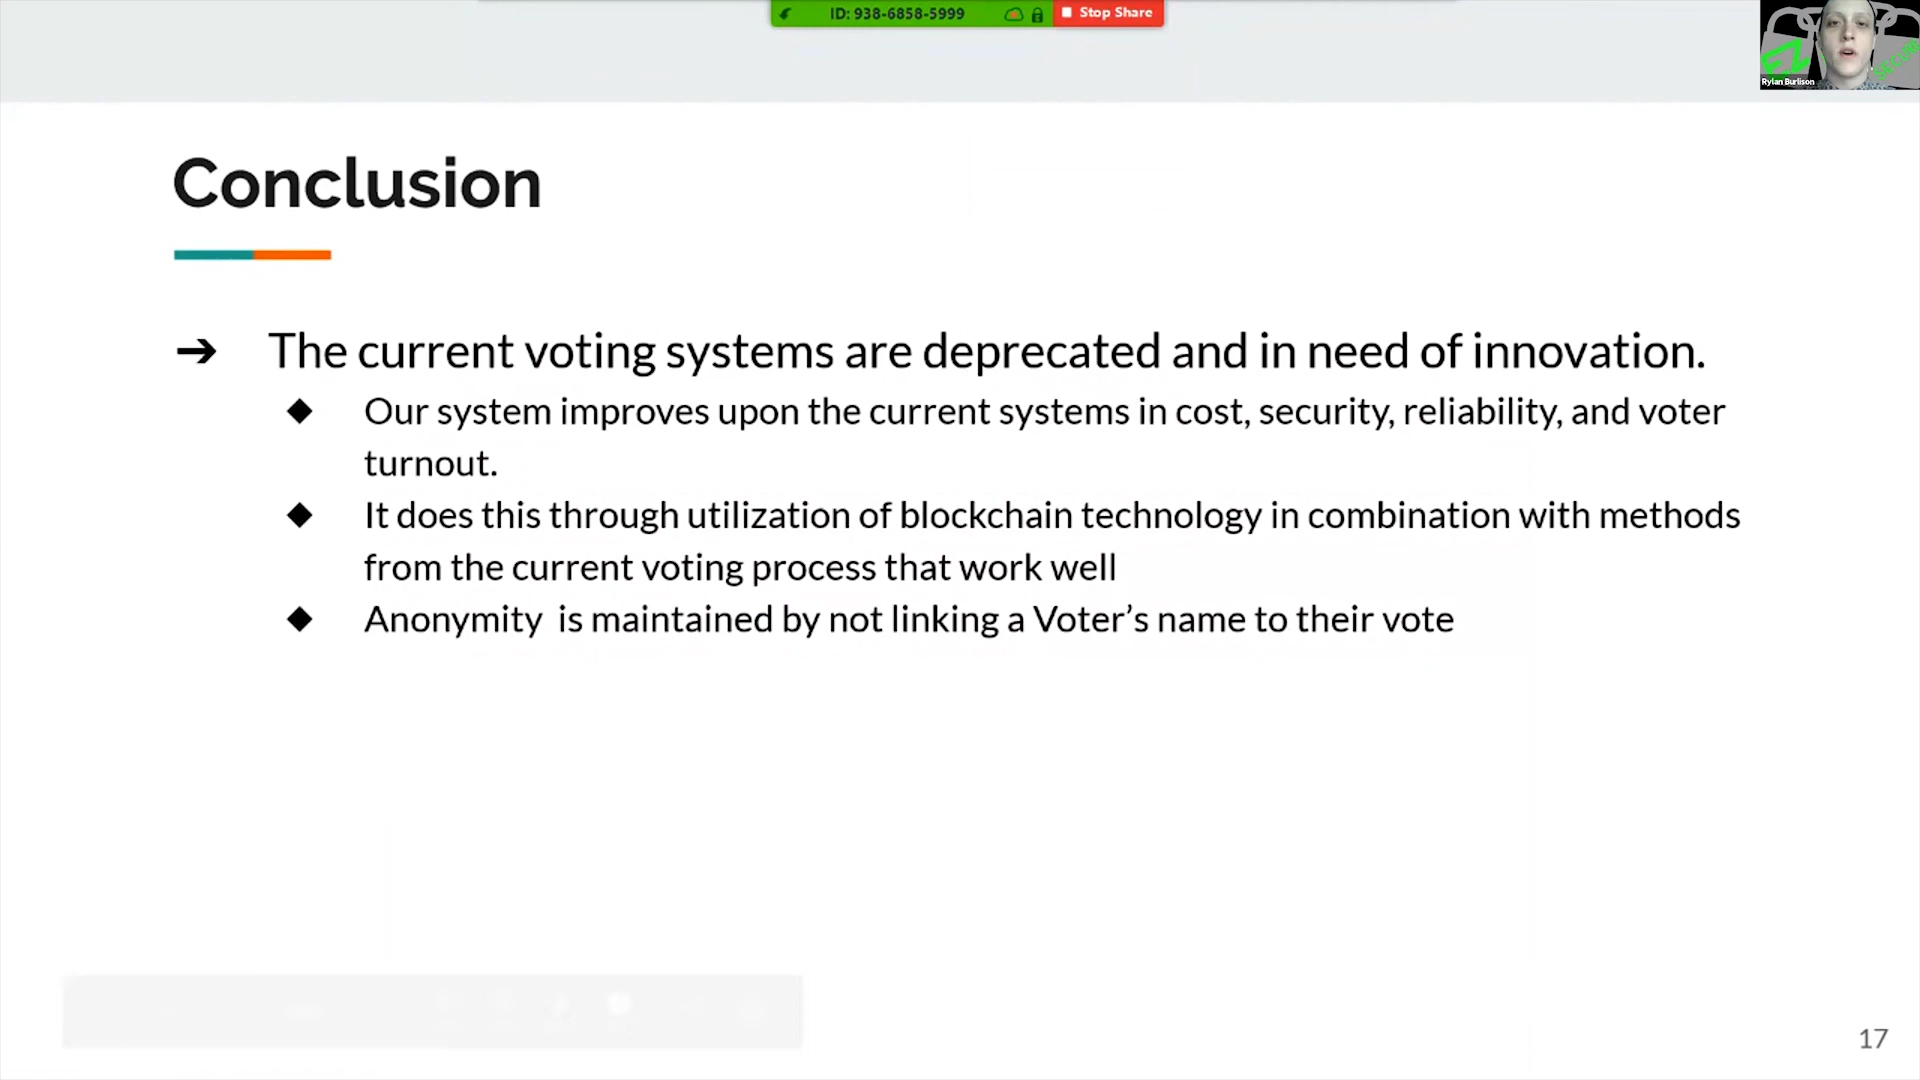 ID: 938-6858-5999
Stop Share
EZ
SECURE
Rylan Burlison
Conclusion
➔ The current voting systems are deprecated and in need of innovation.
◆ Our system improves upon the current systems in cost, security, reliability, and voter
turnout.
◆ It does this through utilization of blockchain technology in combination with methods
from the current voting process that work well
◆ Anonymity  is maintained by not linking a Voter’s name to their vote
17